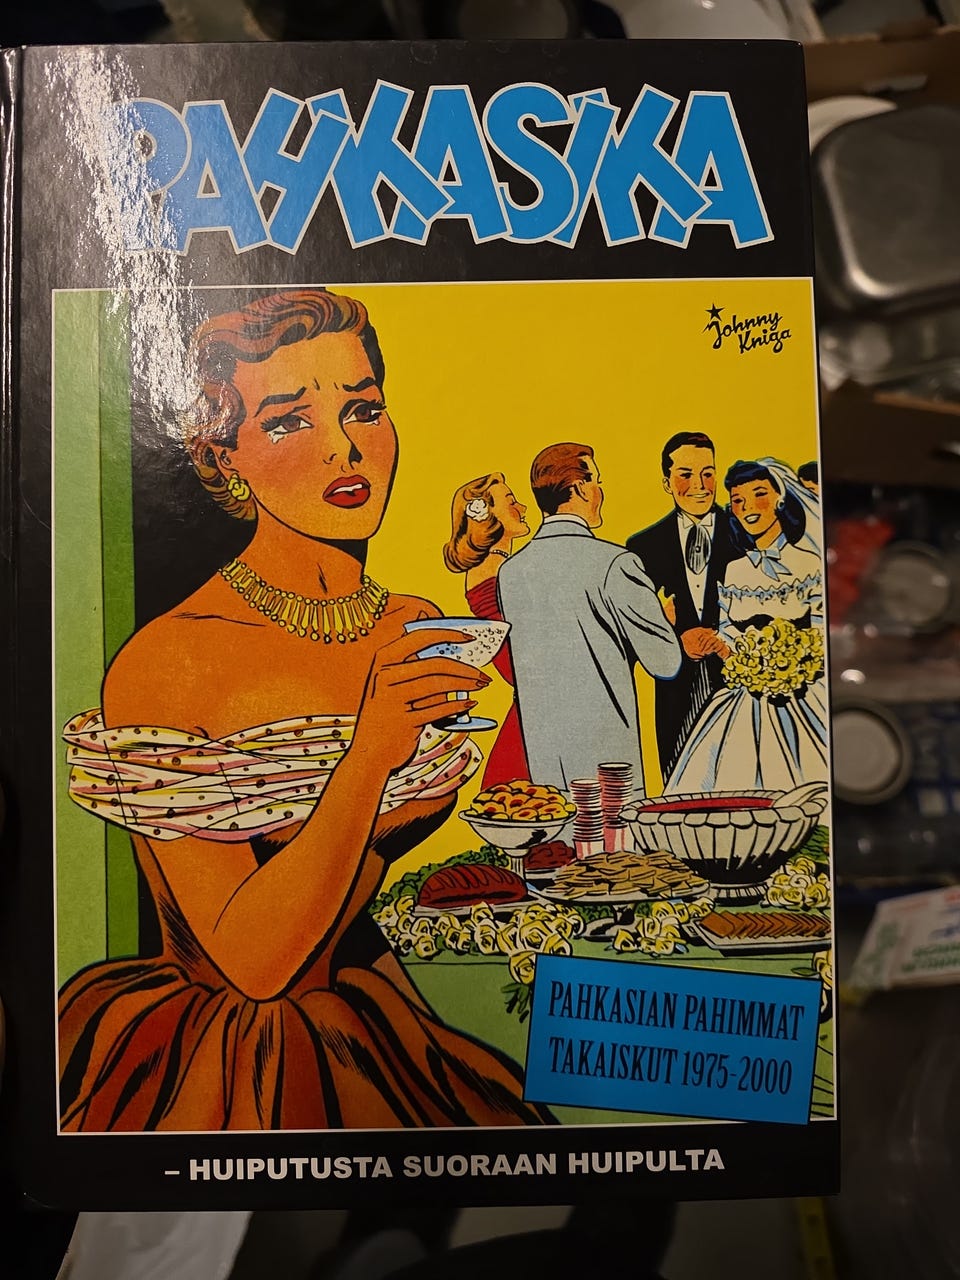 PAHKASIKA
Johnny
Kniga
PAHKASIAN PAHIMMAT
TAKAISKUT 1975-2000
– HUIPUTUSTA SUORAAN HUIPULTA